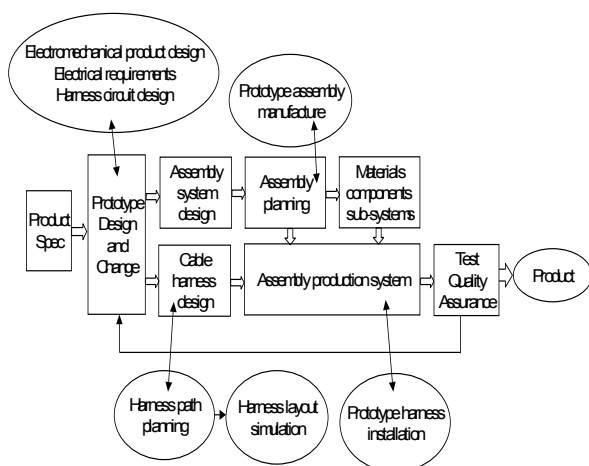 Electromechanical product design
Electrical requirements
Harness circuit design
Prototype assembly
manufacture
Product
Spec
Prototype
Design
and
Change
Assembly
system
design
Assembly
planning
Materials
components
sub-systems
Cable
harness
design
Assembly production system
Test
Quality
Assurance
Product
Harness path
planning
Harness layout
simulation
Prototype harness
installation